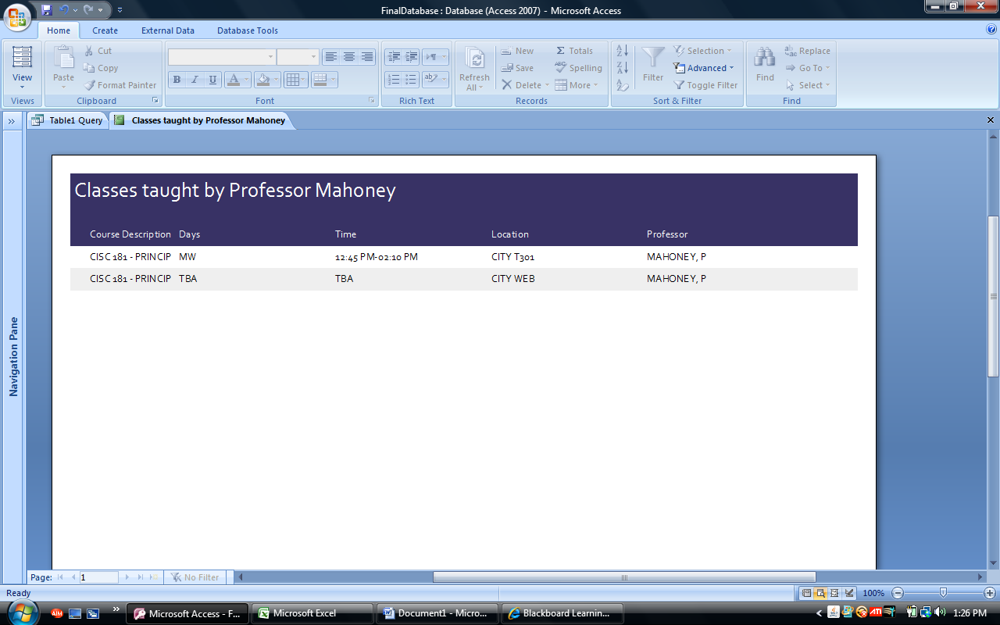 FinalDatabase : Database (Access 2007) - Microsoft Access
Home Create External Data Database Tools
View
Views
Paste
Cut
Copy
Format Painter
Clipboard
B I U A
Font
ab
Rich Text
Refresh All
New
Save
Delete
Totals
Spelling
More
Records
Filter
Selection
Advanced
Toggle Filter
Sort & Filter
Find
Replace
Go To
Select
Find
Table1 Query Classes taught by Professor Mahoney
Navigation Pane
Classes taught by Professor Mahoney
Course Description Days Time Location Professor
CISC 181 - PRINCIP MW 12:45 PM-02:10 PM CITY T301 MAHONEY, P
CISC 181 - PRINCIP TBA TBA CITY WEB MAHONEY, P
Page: 1 No Filter
Ready 100%
AIM Microsoft Access - F... Microsoft Excel Document1 - Micro... Blackboard Learnin... ATI 1:26 PM